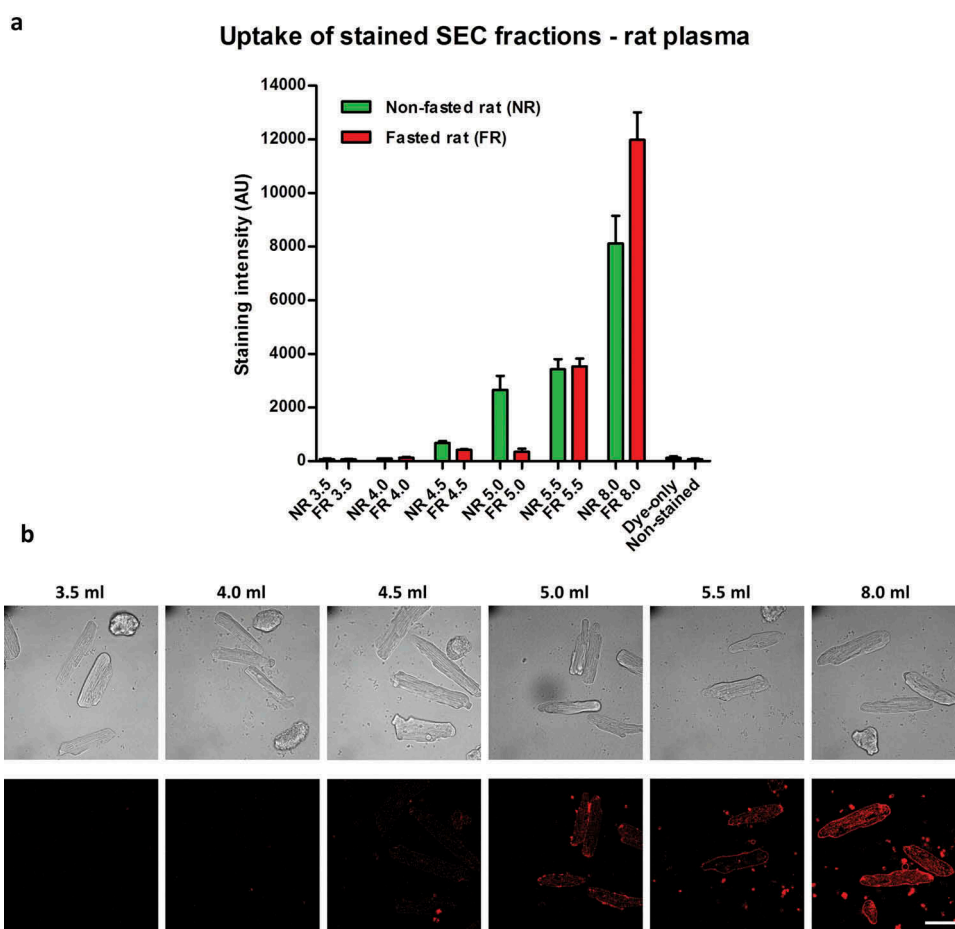 a
Uptake of stained SEC fractions - rat plasma
Staining intensity (AU)
14000
12000
10000
8000
6000
4000
2000
0
Non-fasted rat (NR)
Fasted rat (FR)
NR 3.5
FR 3.5
NR 4.0
FR 4.0
NR 4.5
FR 4.5
NR 5.0
FR 5.0
NR 5.5
FR 5.5
NR 8.0
FR 8.0
Dye-only
Non-stained
b
3.5 ml 4.0 ml 4.5 ml 5.0 ml 5.5 ml 8.0 ml